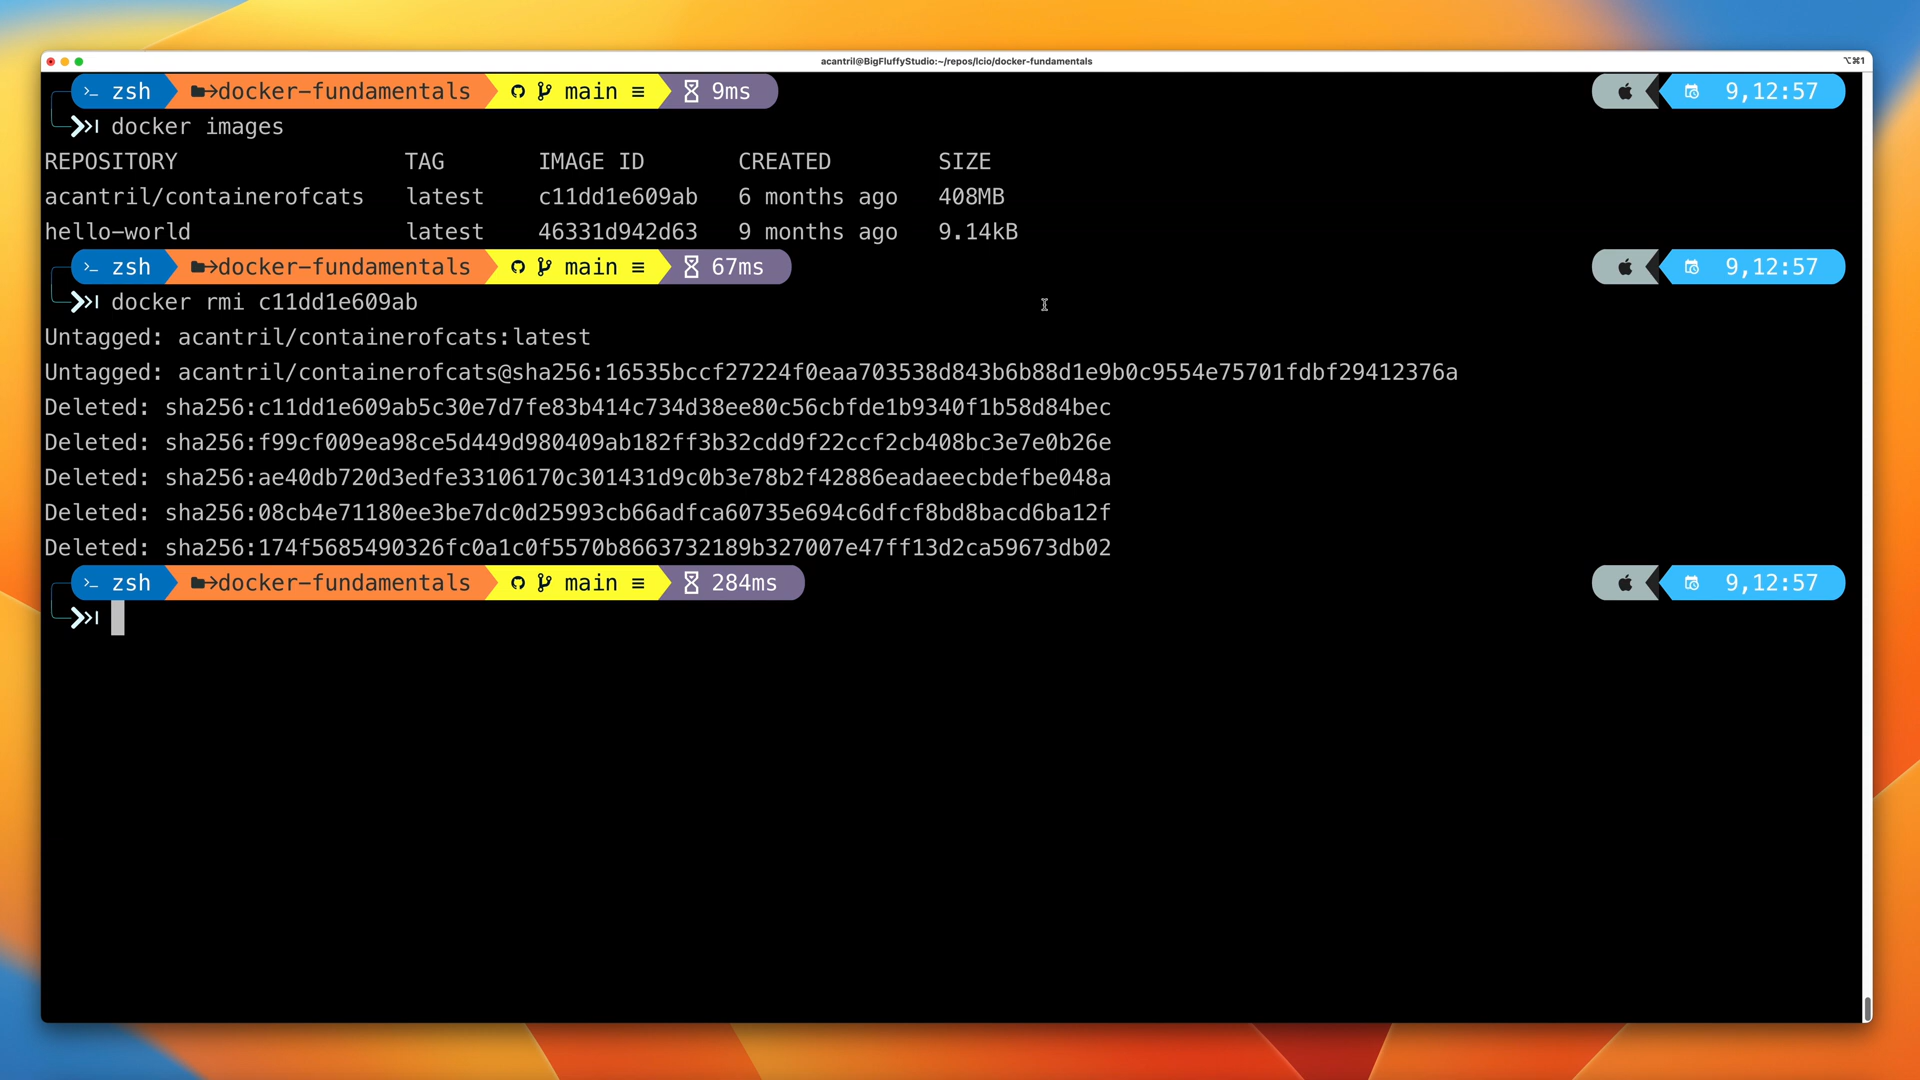 acantril@BigFluffyStudio:~/repos/lcio/docker-fundamentals ⌥⌘1
zsh docker-fundamentals main ≡ 9ms 9,12:57
docker images
REPOSITORY TAG IMAGE ID CREATED SIZE
acantril/containerofcats latest c11dd1e609ab 6 months ago 408MB
hello-world latest 46331d942d63 9 months ago 9.14kB
zsh docker-fundamentals main ≡ 67ms 9,12:57
docker rmi c11dd1e609ab
Untagged: acantril/containerofcats:latest
Untagged: acantril/containerofcats@sha256:16535bccf27224f0eaa703538d843b6b88d1e9b0c9554e75701fdbf29412376a
Deleted: sha256:c11dd1e609ab5c30e7d7fe83b414c734d38ee80c56cbfde1b9340f1b58d84bec
Deleted: sha256:f99cf009ea98ce5d449d980409ab182ff3b32cdd9f22ccf2cb408bc3e7e0b26e
Deleted: sha256:ae40db720d3edfe33106170c301431d9c0b3e78b2f42886eadaeecbdefbe048a
Deleted: sha256:08cb4e71180ee3be7dc0d25993cb66adfca60735e694c6dfcf8bd8bacd6ba12f
Deleted: sha256:174f5685490326fc0a1c0f5570b8663732189b327007e47ff13d2ca59673db02
zsh docker-fundamentals main ≡ 284ms 9,12:57